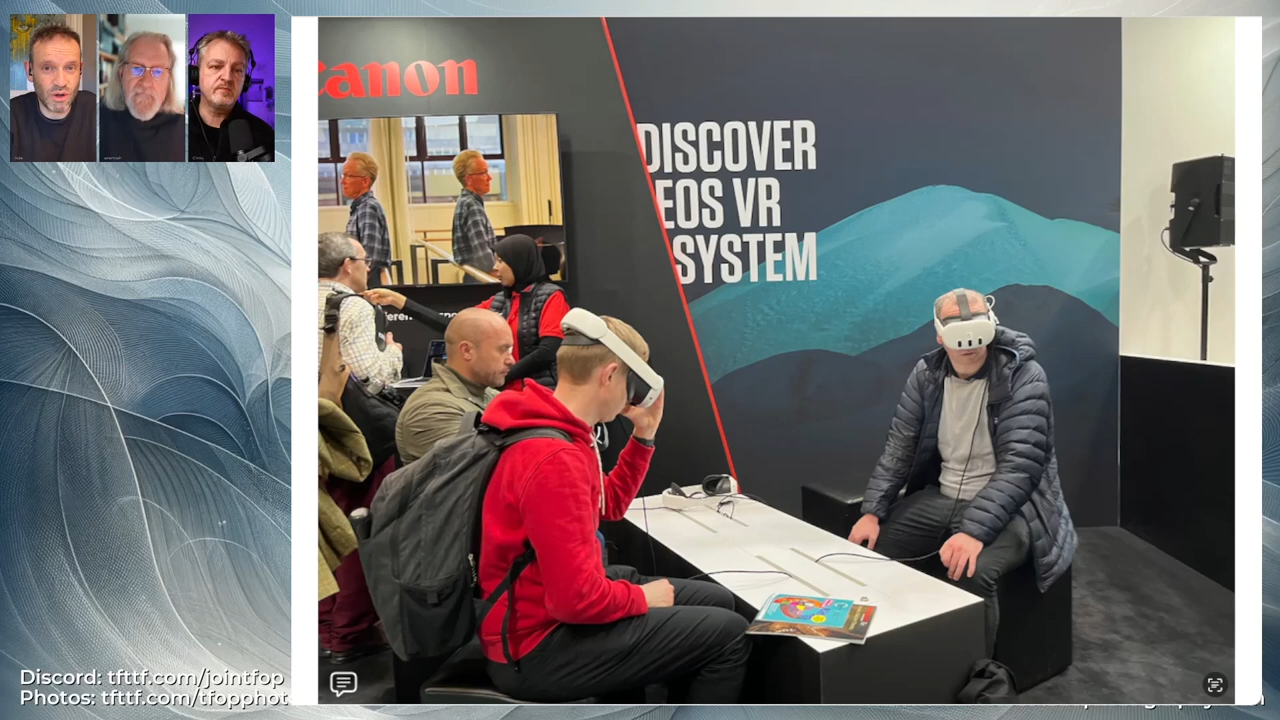 canon
DISCOVER
EOS VR
SYSTEM
Discord: tfttf.com/jointfop
Photos: tfttf.com/tfopphot